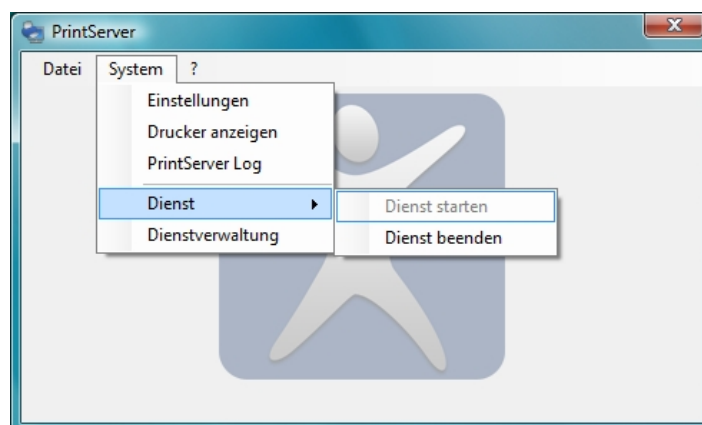 PrintServer
Datei System ?
Einstellungen
Drucker anzeigen
PrintServer Log
Dienst
Dienst starten
Dienstverwaltung
Dienst beenden